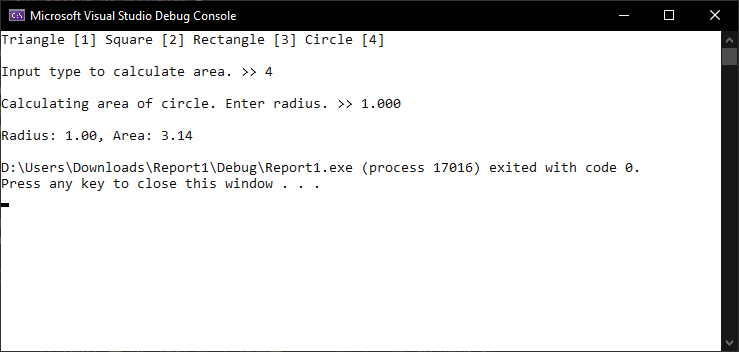 Microsoft Visual Studio Debug Console
Triangle [1] Square [2] Rectangle [3] Circle [4]
Input type to calculate area. >> 4
Calculating area of circle. Enter radius. >> 1.000
Radius: 1.00, Area: 3.14
D:\Users\Downloads\Report1\Debug\Report1.exe (process 17016) exited with code 0.
Press any key to close this window . . .